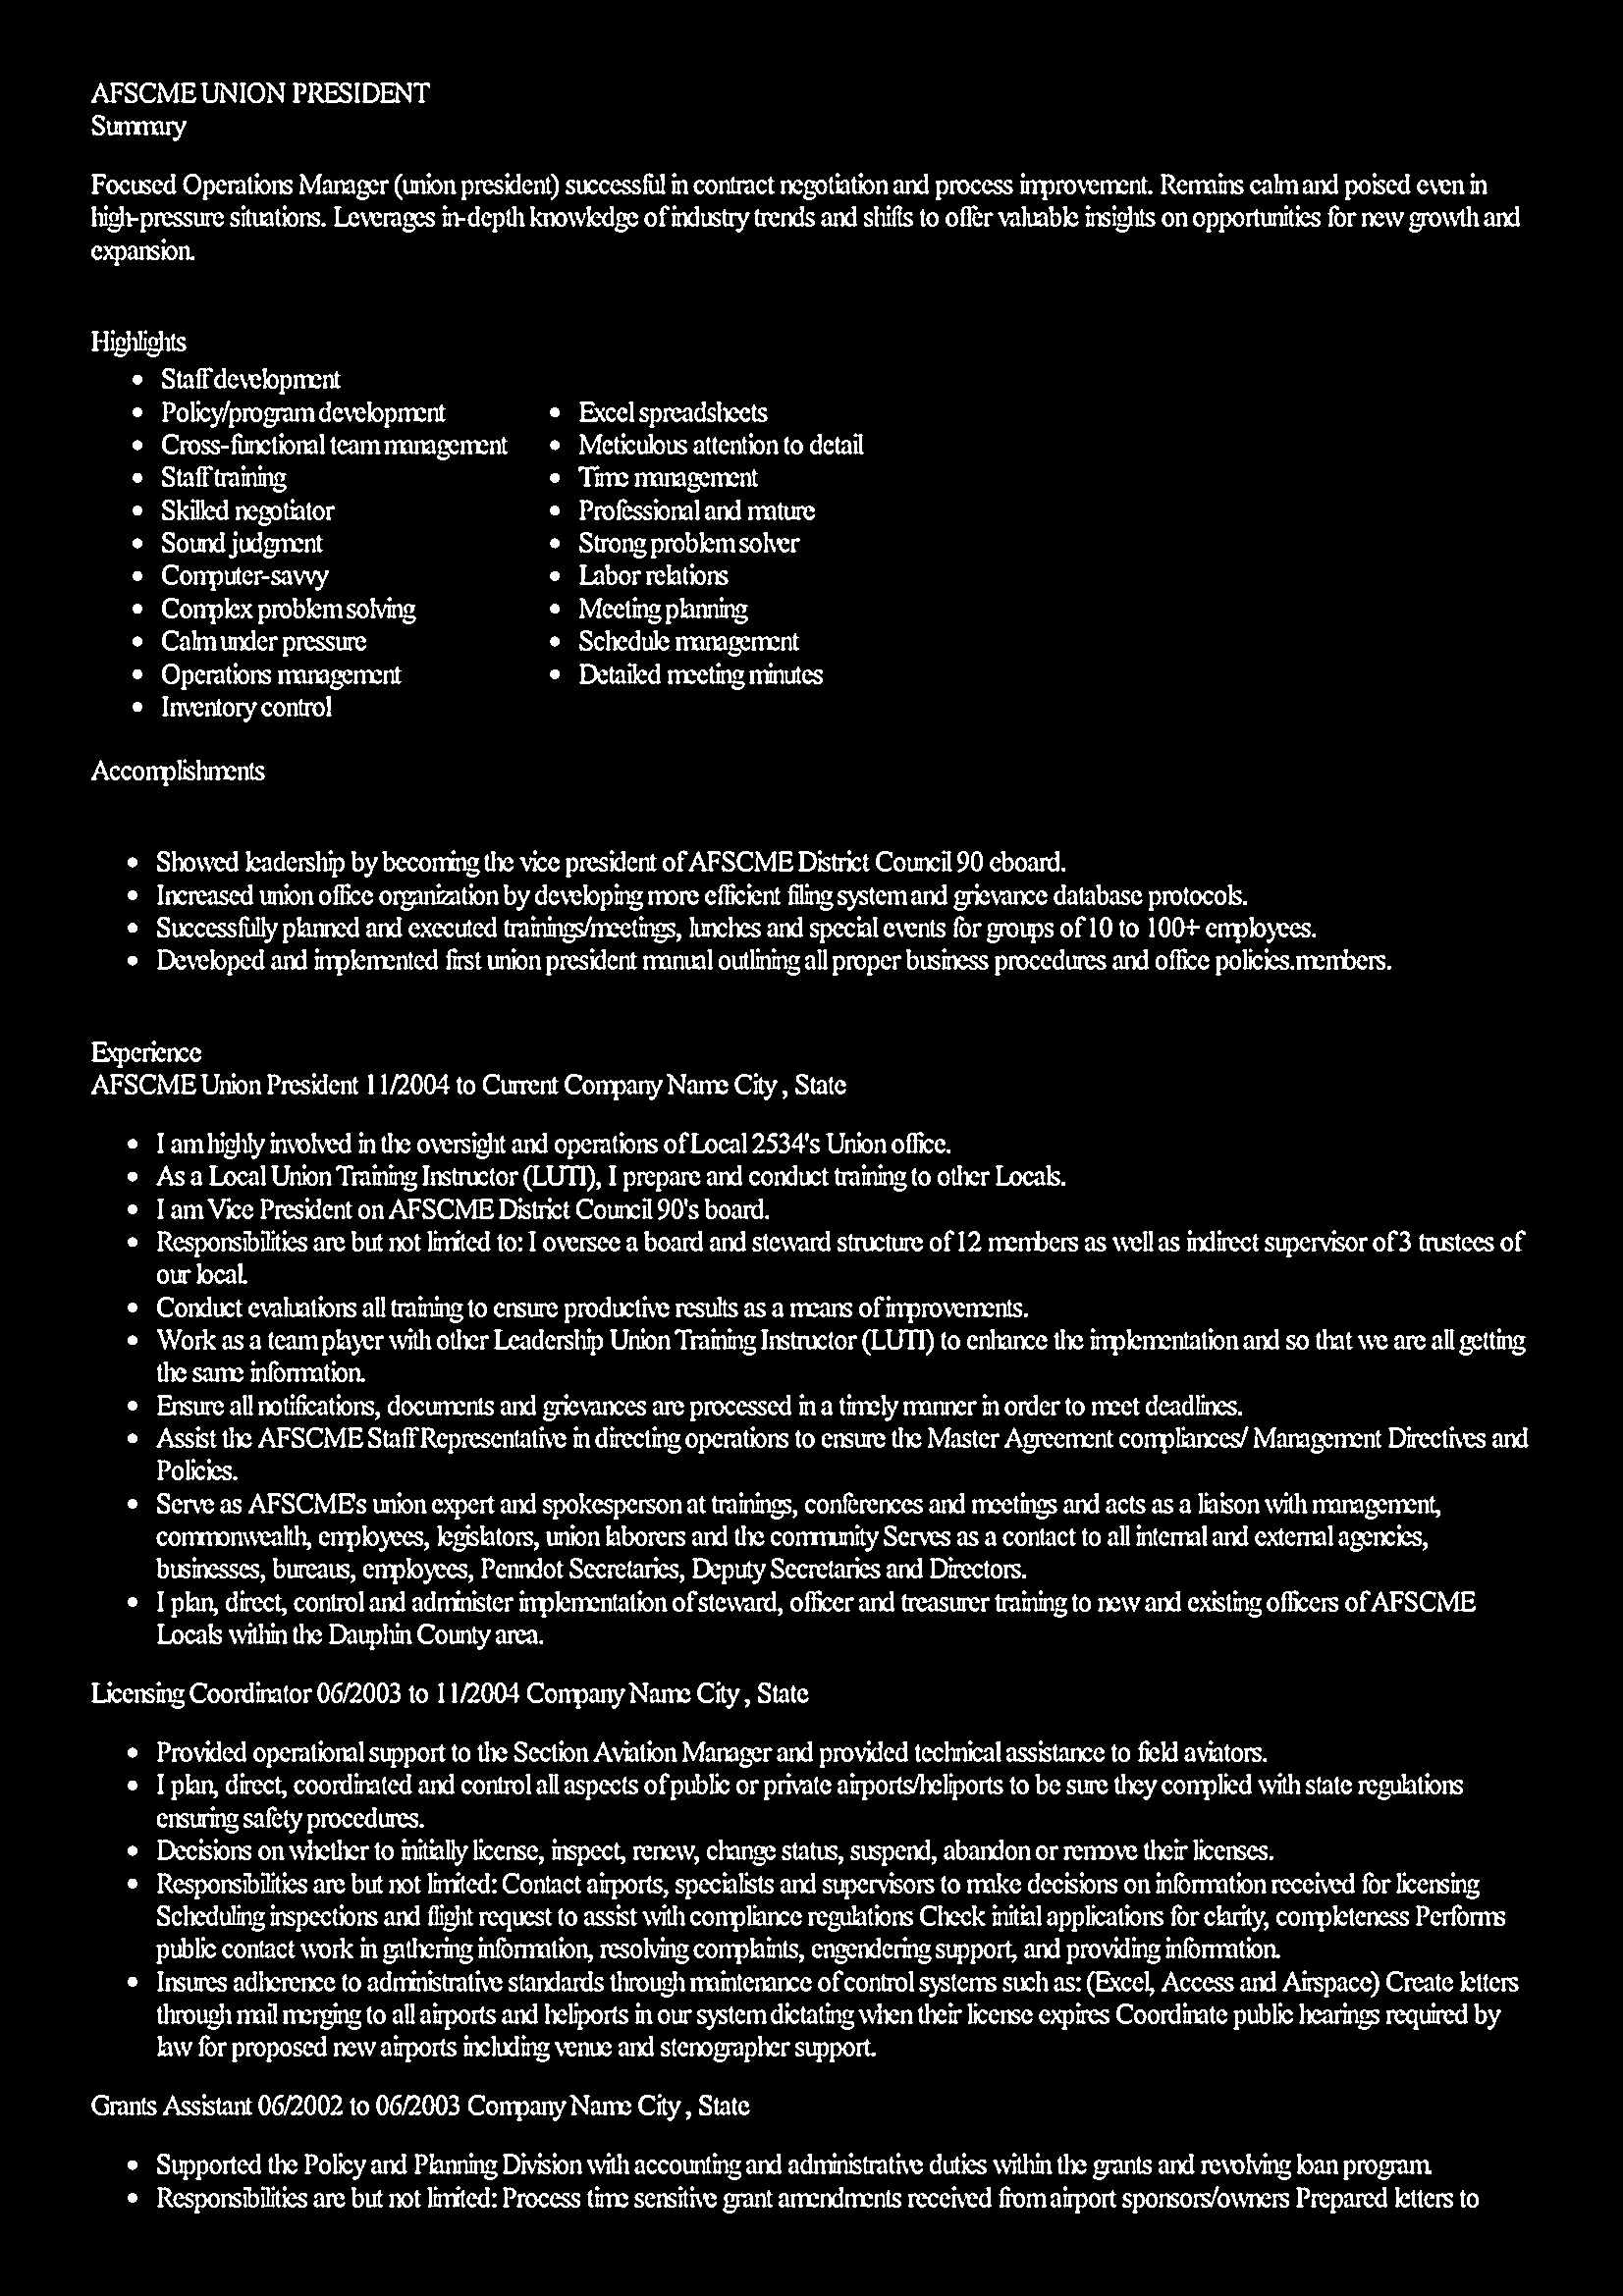 AFSCME UNION PRESIDENT
Summary
Focused Operations Manager (union president) successful in contract negotiation and process improvement. Remains calm and poised even in
high-pressure situations. Leverages in-depth knowledge of industry trends and shifts to offer valuable insights on opportunities for new growth and
expansion.
Highlights
• Staff development
• Policy/program development
• Cross-functional team management
• Staff training
• Skilled negotiator
• Sound judgment
• Computer-savvy
• Complex problem solving
• Calm under pressure
• Operations management
• Inventory control
• Excel spreadsheets
• Meticulous attention to detail
• Time management
• Professional and mature
• Strong problem solver
• Labor relations
• Meeting planning
• Schedule management
• Detailed meeting minutes
Accomplishments
• Showed leadership by becoming the vice president of AFSCME District Council 90 eboard.
• Increased union office organization by developing more efficient filing system and grievance database protocols.
• Successfully planned and executed trainings/meetings, lunches and special events for groups of 10 to 100+ employees.
• Developed and implemented first union president manual outlining all proper business procedures and office policies.members.
Experience
AFSCME Union President 11/2004 to Current Company Name City , State
• I am highly involved in the oversight and operations of Local 2534's Union office.
• As a Local Union Training Instructor (LUTI), I prepare and conduct training to other Locals.
• I am Vice President on AFSCME District Council 90's board.
• Responsibilities are but not limited to: I oversee a board and steward structure of 12 members as well as indirect supervisor of 3 trustees of
our local.
• Conduct evaluations all training to ensure productive results as a means of improvements.
• Work as a team player with other Leadership Union Training Instructor (LUTI) to enhance the implementation and so that we are all getting
the same information.
• Ensure all notifications, documents and grievances are processed in a timely manner in order to meet deadlines.
• Assist the AFSCME Staff Representative in directing operations to ensure the Master Agreement compliances/ Management Directives and
Policies.
• Serve as AFSCME's union expert and spokesperson at trainings, conferences and meetings and acts as a liaison with management,
commonwealth, employees, legislators, union laborers and the community Serves as a contact to all internal and external agencies,
businesses, bureaus, employees, Penndot Secretaries, Deputy Secretaries and Directors.
• I plan, direct, control and administer implementation of steward, officer and treasurer training to new and existing officers of AFSCME
Locals within the Dauphin County area.
Licensing Coordinator 06/2003 to 11/2004 Company Name City , State
• Provided operational support to the Section Aviation Manager and provided technical assistance to field aviators.
• I plan, direct, coordinated and control all aspects of public or private airports/heliports to be sure they complied with state regulations
ensuring safety procedures.
• Decisions on whether to initially license, inspect, renew, change status, suspend, abandon or remove their licenses.
• Responsibilities are but not limited: Contact airports, specialists and supervisors to make decisions on information received for licensing
Scheduling inspections and flight request to assist with compliance regulations Check initial applications for clarity, completeness Performs
public contact work in gathering information, resolving complaints, engendering support, and providing information.
• Insures adherence to administrative standards through maintenance of control systems such as: (Excel, Access and Airspace) Create letters
through mail merging to all airports and heliports in our system dictating when their license expires Coordinate public hearings required by
law for proposed new airports including venue and stenographer support.
Grants Assistant 06/2002 to 06/2003 Company Name City , State
• Supported the Policy and Planning Division with accounting and administrative duties within the grants and revolving loan program.
• Responsibilities are but not limited: Process time sensitive grant amendments received from airport sponsors/owners Prepared letters to